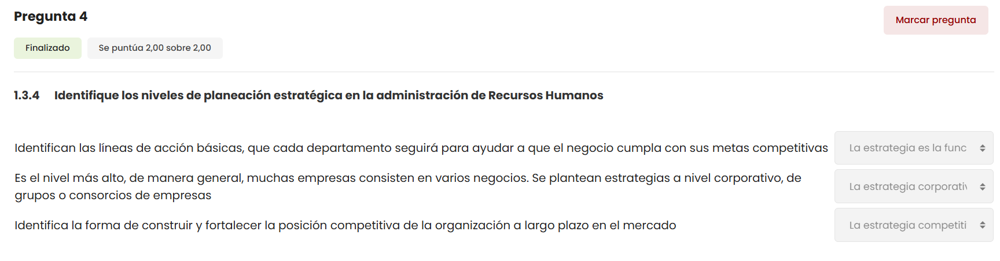 Pregunta 4
Marcar pregunta
Finalizado
Se puntúa 2,00 sobre 2,00
1.3.4 Identifique los niveles de planeación estratégica en la administración de Recursos Humanos
Identifican las líneas de acción básicas, que cada departamento seguirá para ayudar a que el negocio cumpla con sus metas competitivas
La estrategia es la func
Es el nivel más alto, de manera general, muchas empresas consisten en varios negocios. Se plantean estrategias a nivel corporativo, de
grupos o consorcios de empresas
La estrategia corporativ
Identifica la forma de construir y fortalecer la posición competitiva de la organización a largo plazo en el mercado
La estrategia competiti